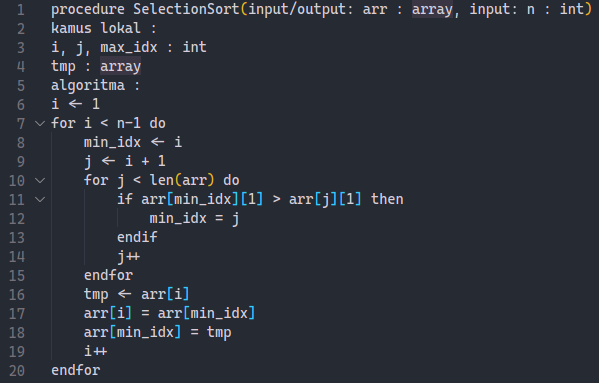 1 procedure SelectionSort(input/output: arr : array, input: n : int)
2 kamus lokal :
3 i, j, max_idx : int
4 tmp : array
5 algoritma :
6 i <- 1
7 for i < n-1 do
8 min_idx <- i
9 j <- i + 1
10 for j < len(arr) do
11 if arr[min_idx][1] > arr[j][1] then
12 min_idx = j
13 endif
14 j++
15 endfor
16 tmp <- arr[i]
17 arr[i] = arr[min_idx]
18 arr[min_idx] = tmp
19 i++
20 endfor